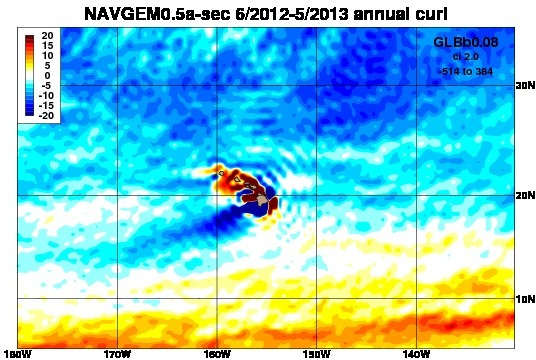 NAVGEM0.5a-sec 6/2012-5/2013 annual curl
20
15
10
5
0
-5
-10
-15
-20
GLBb0.08
ci 2.0
-514 to 384
30N
20N
10N
180W 170W 160W 150W 140W